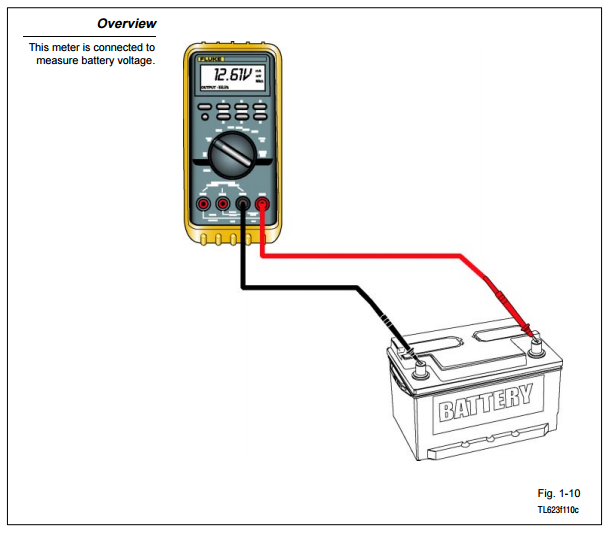 Overview
This meter is connected to
measure battery voltage.
FLUKE
12.61V
BATTERY
Fig. 1-10
TL623f110c